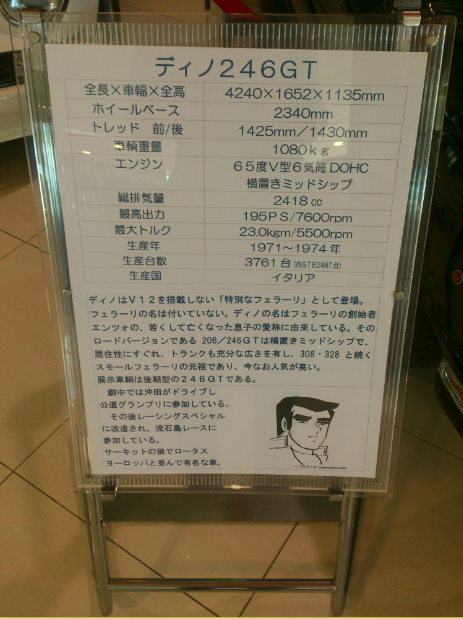 ディノ246GT
全長×車幅×全高 4240×1652×1135mm
ホイールベース 2340mm
トレッド 前/後 1425mm/1430mm
車輌重量 1080kg
エンジン 65度V型6気筒DOHC
横置きミッドシップ
総排気量 2418cc
最高出力 195PS/7600rpm
最大トルク 23.0kgm/5500rpm
生産年 1971~1974年
生産台数 3761台(内GTB2487台)
生産国 イタリア
ディノはV12を搭載しない「特別なフェラーリ」として登場。
フェラーリの名は付いていない。ディノの名はフェラーリの創始者
エンツォの、若くして亡くなった息子の愛称に由来している。その
ロードバージョンである 206/246GTは横置きミッドシップで、
居住性にすぐれ、トランクも充分な広さを有し、308・328 と続く
スモールフェラーリの元祖であり、今なお人気が高い。
展示車輌は後期型の246GTである。
劇中では沖田がドライブし
公道グランプリに参加している。
その後レーシングスペシャル
に改造され、流石島レースに
参加している。
サーキットの狼でロータス
ヨーロッパと並んで有名な車。